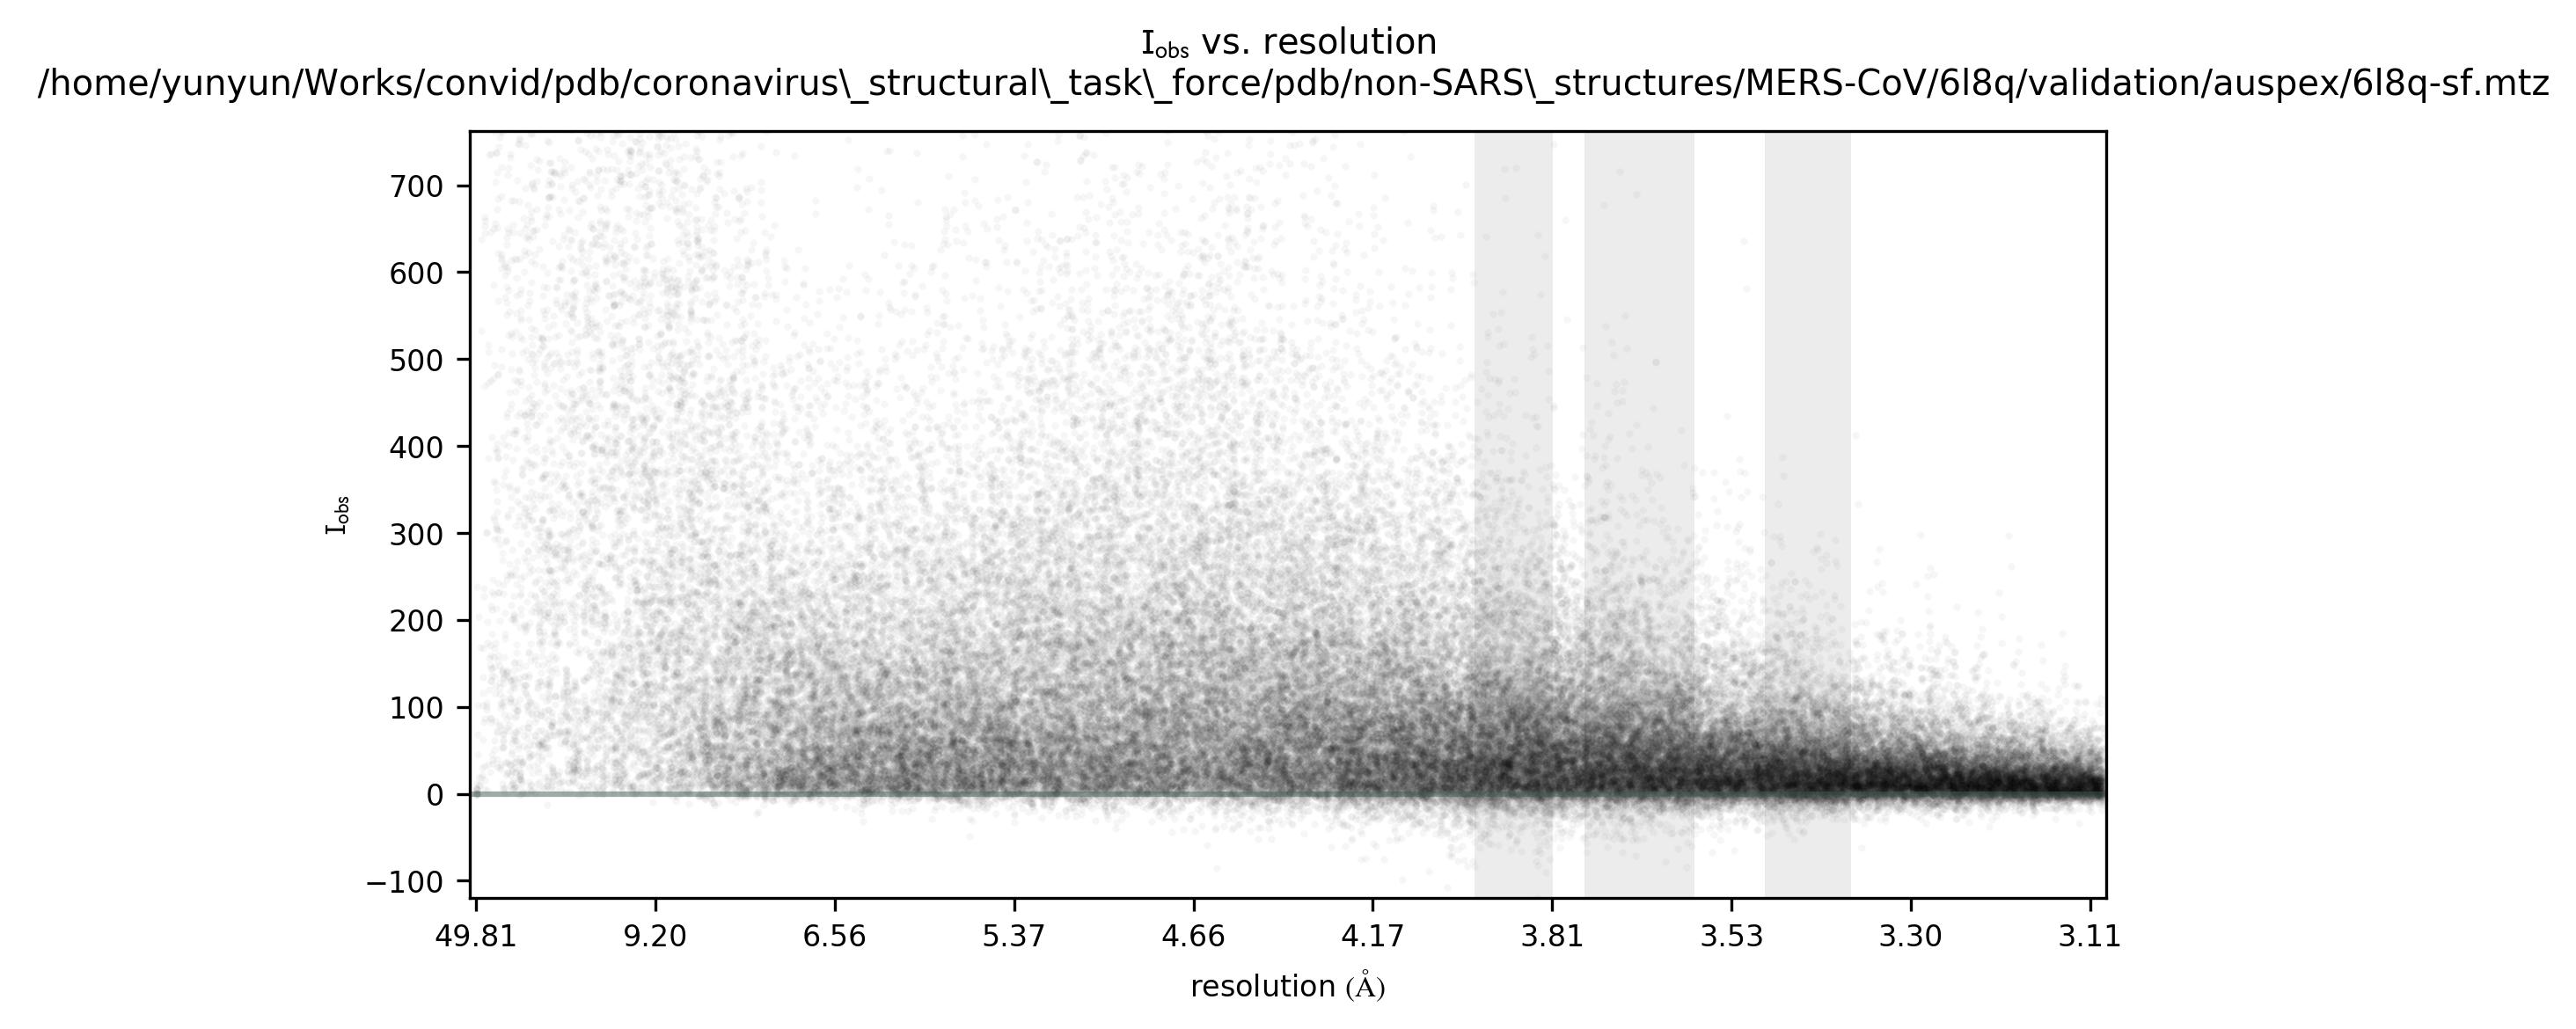 I_obs vs. resolution
/home/yunyun/Works/convid/pdb/coronavirus\_structural\_task\_force/pdb/non-SARS\_structures/MERS-CoV/6l8q/validation/auspex/6l8q-sf.mtz
700
600
500
400
300
200
100
0
−100
I_obs
49.81 9.20 6.56 5.37 4.66 4.17 3.81 3.53 3.30 3.11
resolution (Å)